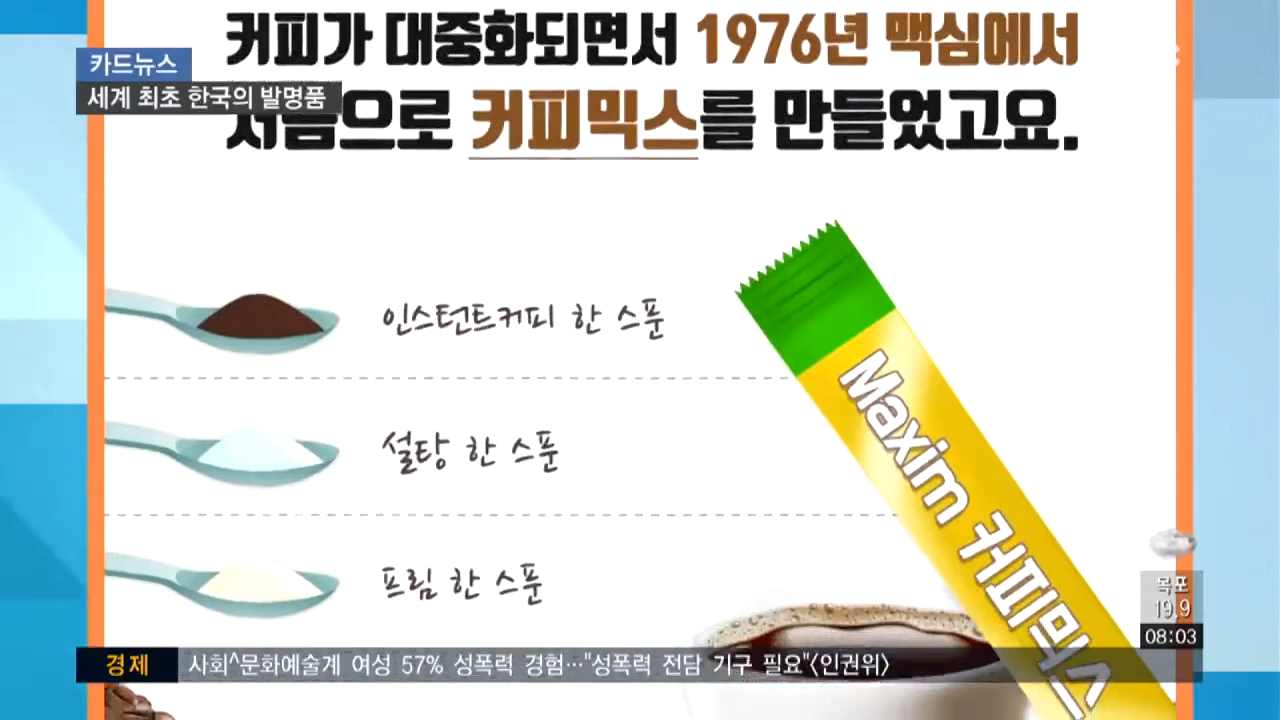 커피가 대중화되면서 1976년 맥심에서
카드뉴스
세계 최초 한국의 발명품
처음으로 커피믹스를 만들었고요.
인스턴트커피 한 스푼
설탕 한 스푼
프림 한 스푼
Maxim 커피믹스
목포
19.9
08:03
경제
사회^문화예술계 여성 57% 성폭력 경험…"성폭력 전담 기구 필요"<인권위>